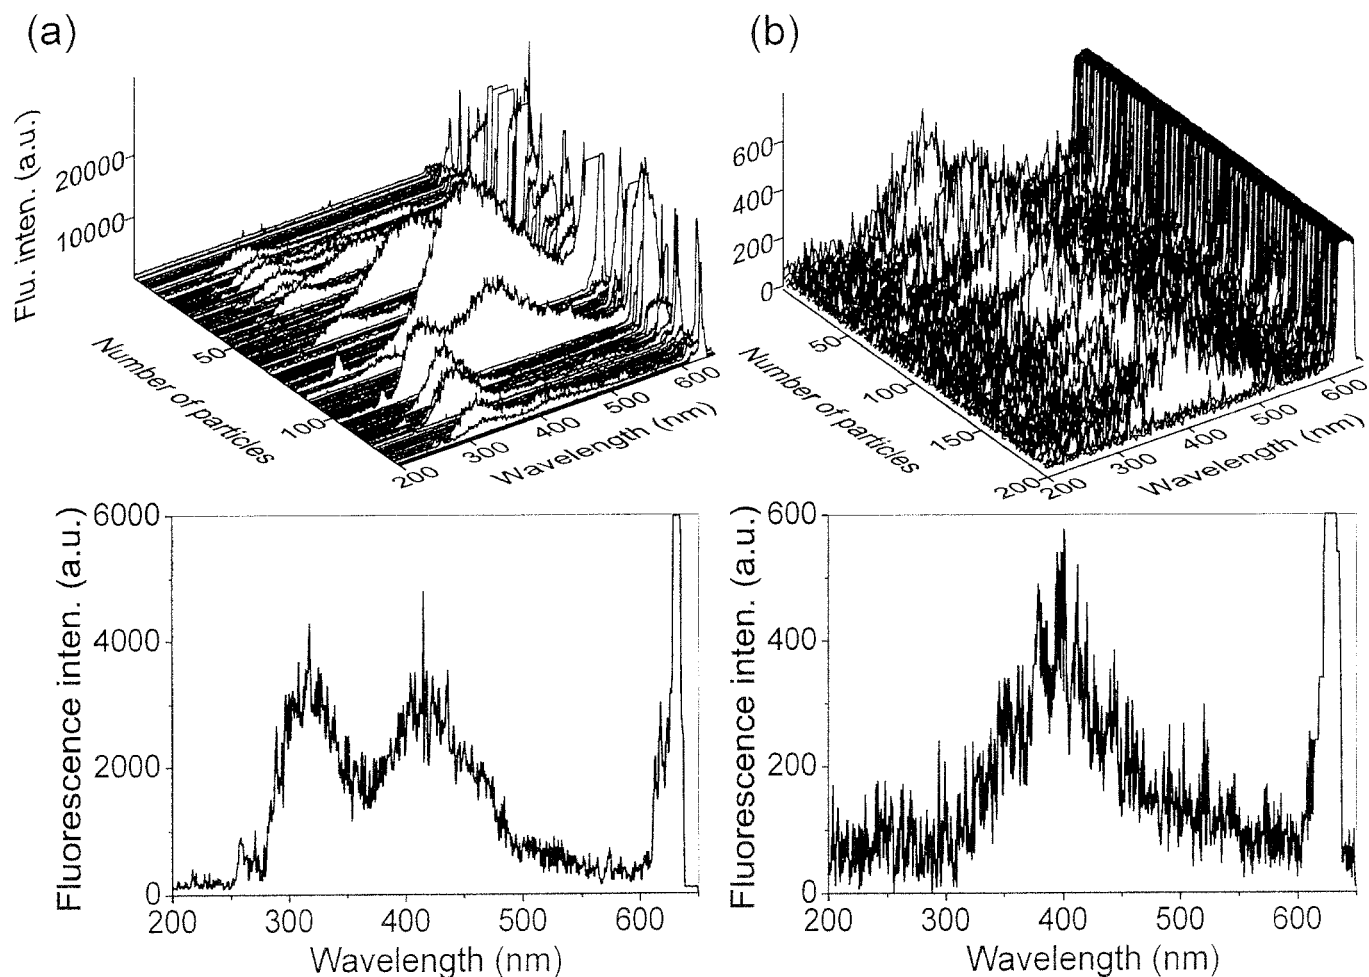 (a)
Flu. inten. (a.u.)
20000
10000
50
100
Number of particles
200
300
400
500
600
Wavelength (nm)
(b)
600
400
200
0
50
100
150
200
Number of particles
200
300
400
500
600
Wavelength (nm)
Fluorescence inten. (a.u.)
6000
4000
2000
0
200 300 400 500 600
Wavelength (nm)
Fluorescence inten. (a.u.)
600
400
200
0
200 300 400 500 600
Wavelength (nm)